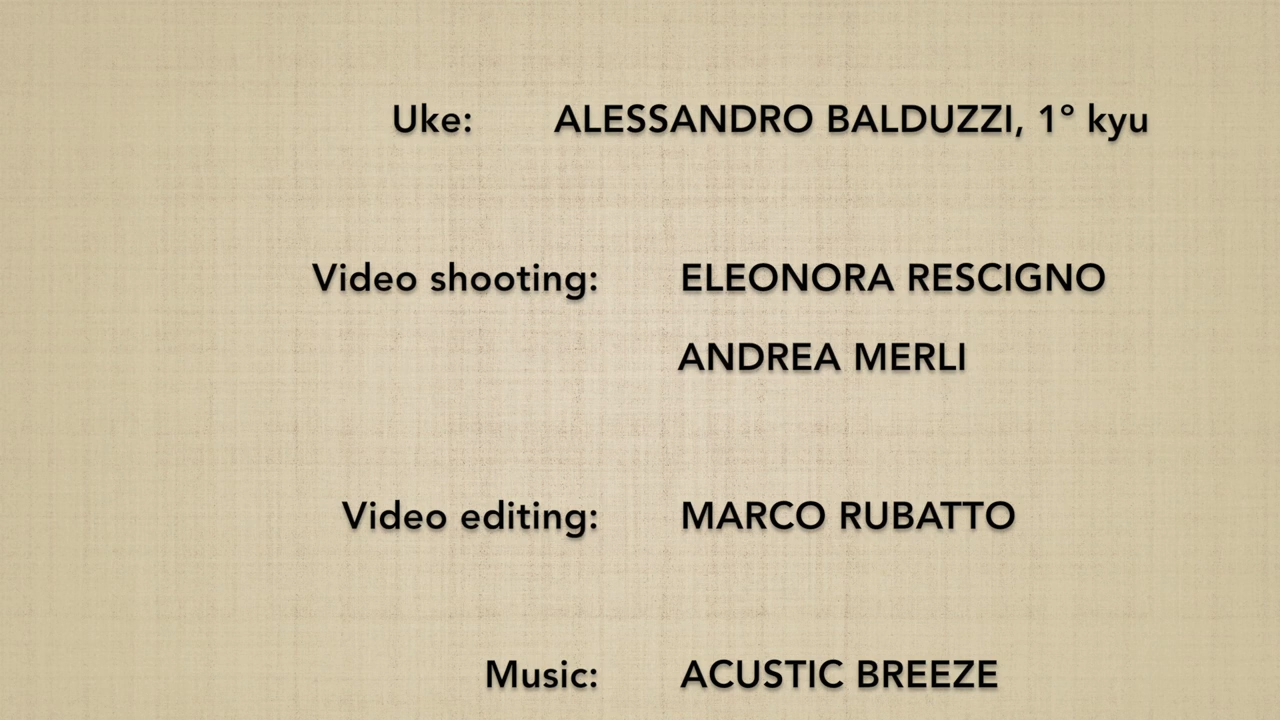 Uke: ALESSANDRO BALDUZZI, 1° kyu
Video shooting: ELEONORA RESCIGNO
ANDREA MERLI
Video editing: MARCO RUBATTO
Music: ACUSTIC BREEZE